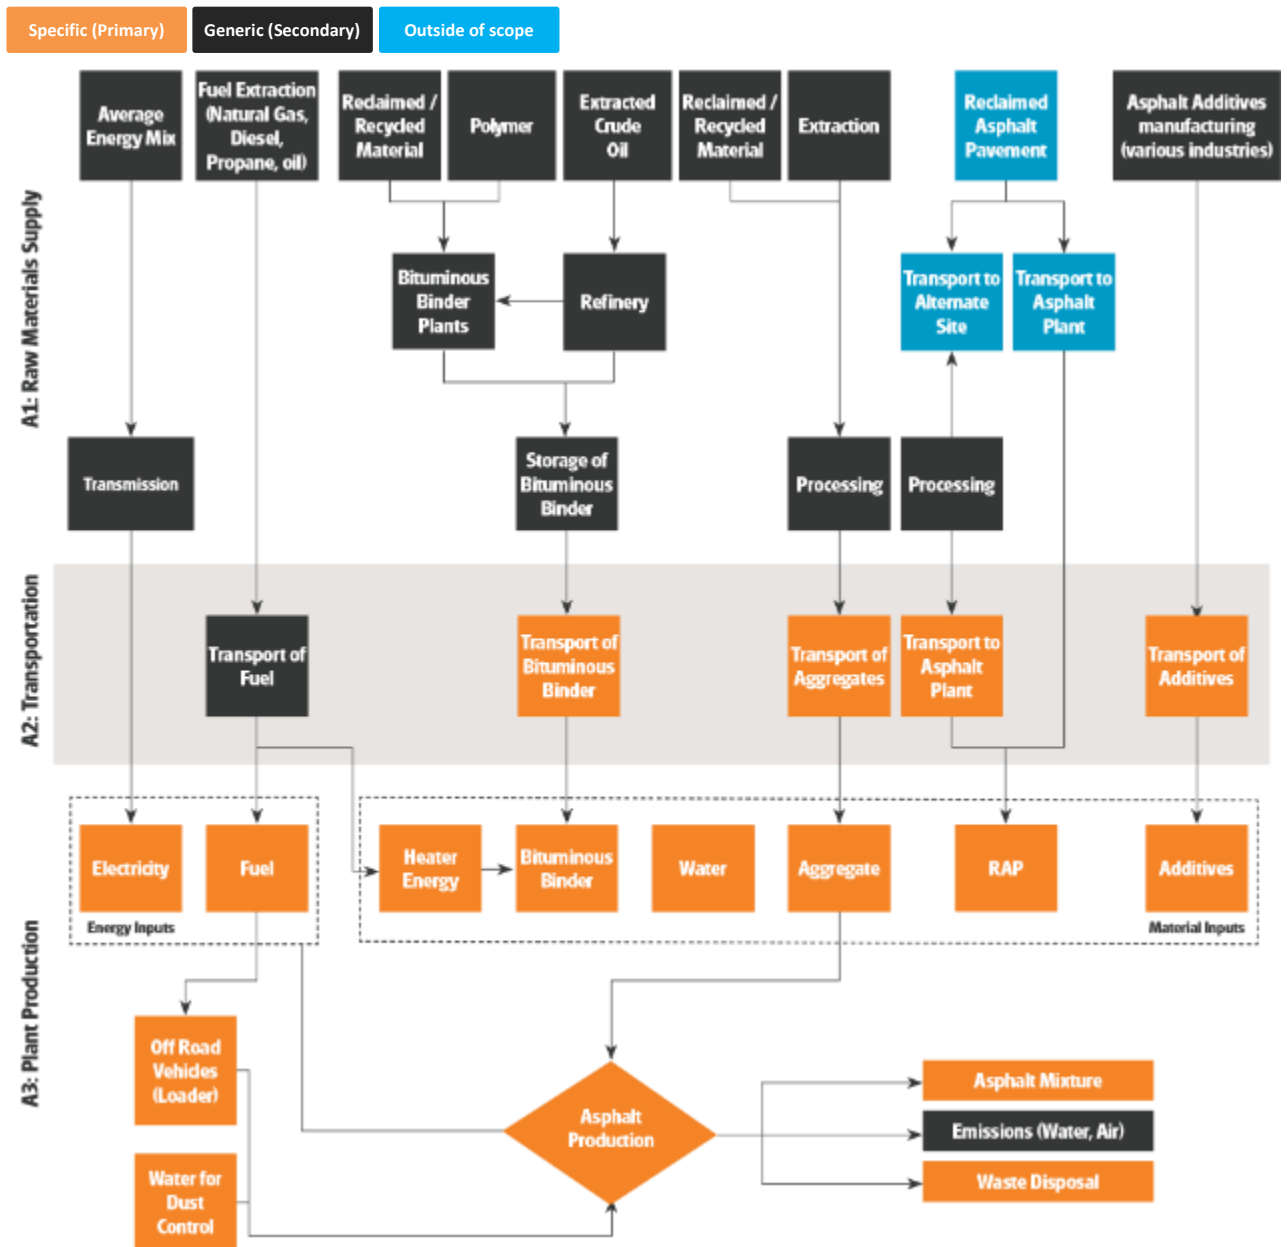 Specific (Primary)
Generic (Secondary)
Outside of scope
A1: Raw Materials Supply
Average
Energy Mix
Fuel Extraction
(Natural Gas,
Diesel,
Propane, oil)
Reclaimed /
Recycled
Material
Polymer
Extracted
Crude
Oil
Reclaimed /
Recycled
Material
Extraction
Reclaimed
Asphalt
Pavement
Asphalt Additives
manufacturing
(various industries)
Bituminous
Binder
Plants
Refinery
Transport to
Alternate
Site
Transport to
Asphalt
Plant
Transmission
Storage of
Bituminous
Binder
Processing
Processing
A2: Transportation
Transport of
Fuel
Transport of
Bituminous
Binder
Transport of
Aggregates
Transport to
Asphalt
Plant
Transport of
Additives
A3: Plant Production
Electricity
Fuel
Energy Inputs
Heater
Energy
Bituminous
Binder
Water
Aggregate
RAP
Additives
Material Inputs
Off Road
Vehicles
(Loader)
Water for
Dust
Control
Asphalt
Production
Asphalt Mixture
Emissions (Water, Air)
Waste Disposal